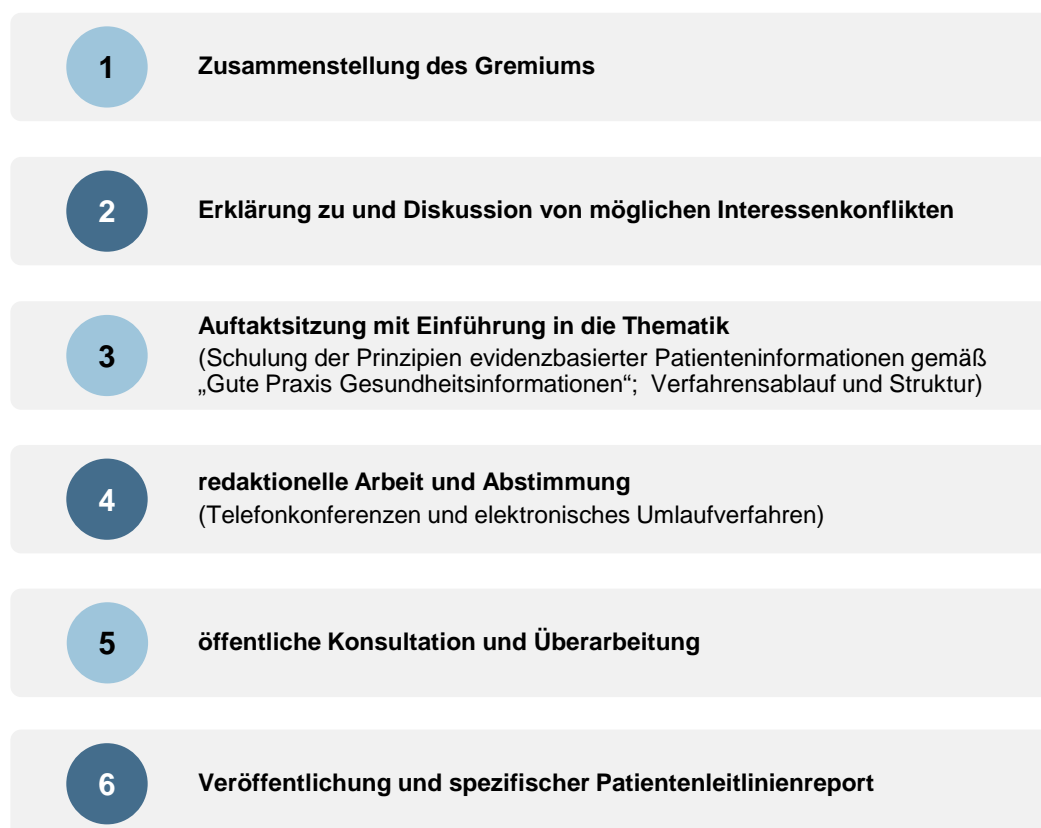 1
Zusammenstellung des Gremiums
2
Erklärung zu und Diskussion von möglichen Interessenkonflikten
3
Auftaktsitzung mit Einführung in die Thematik
(Schulung der Prinzipien evidenzbasierter Patienteninformationen gemäß
„Gute Praxis Gesundheitsinformationen“; Verfahrensablauf und Struktur)
4
redaktionelle Arbeit und Abstimmung
(Telefonkonferenzen und elektronisches Umlaufverfahren)
5
öffentliche Konsultation und Überarbeitung
6
Veröffentlichung und spezifischer Patientenleitlinienreport